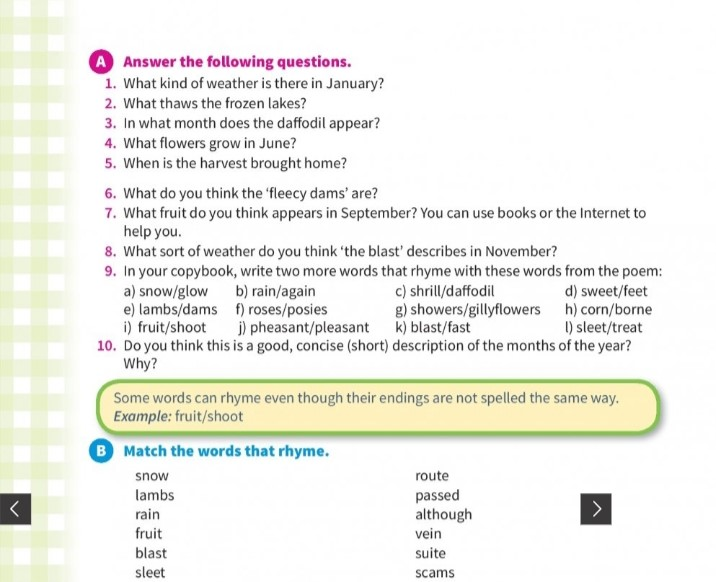 A Answer the following questions.
1. What kind of weather is there in January?
2. What thaws the frozen lakes?
3. In what month does the daffodil appear?
4. What flowers grow in June?
5. When is the harvest brought home?
6. What do you think the ‘fleecy dams’ are?
7. What fruit do you think appears in September? You can use books or the Internet to
help you.
8. What sort of weather do you think ‘the blast’ describes in November?
9. In your copybook, write two more words that rhyme with these words from the poem:
a) snow/glow b) rain/again c) shrill/daffodil d) sweet/feet
e) lambs/dams f) roses/posies g) showers/gillyflowers h) corn/borne
i) fruit/shoot j) pheasant/pleasant k) blast/fast l) sleet/treat
10. Do you think this is a good, concise (short) description of the months of the year?
Why?
Some words can rhyme even though their endings are not spelled the same way.
Example: fruit/shoot
B Match the words that rhyme.
snow route
lambs passed
rain although
fruit vein
blast suite
sleet scams